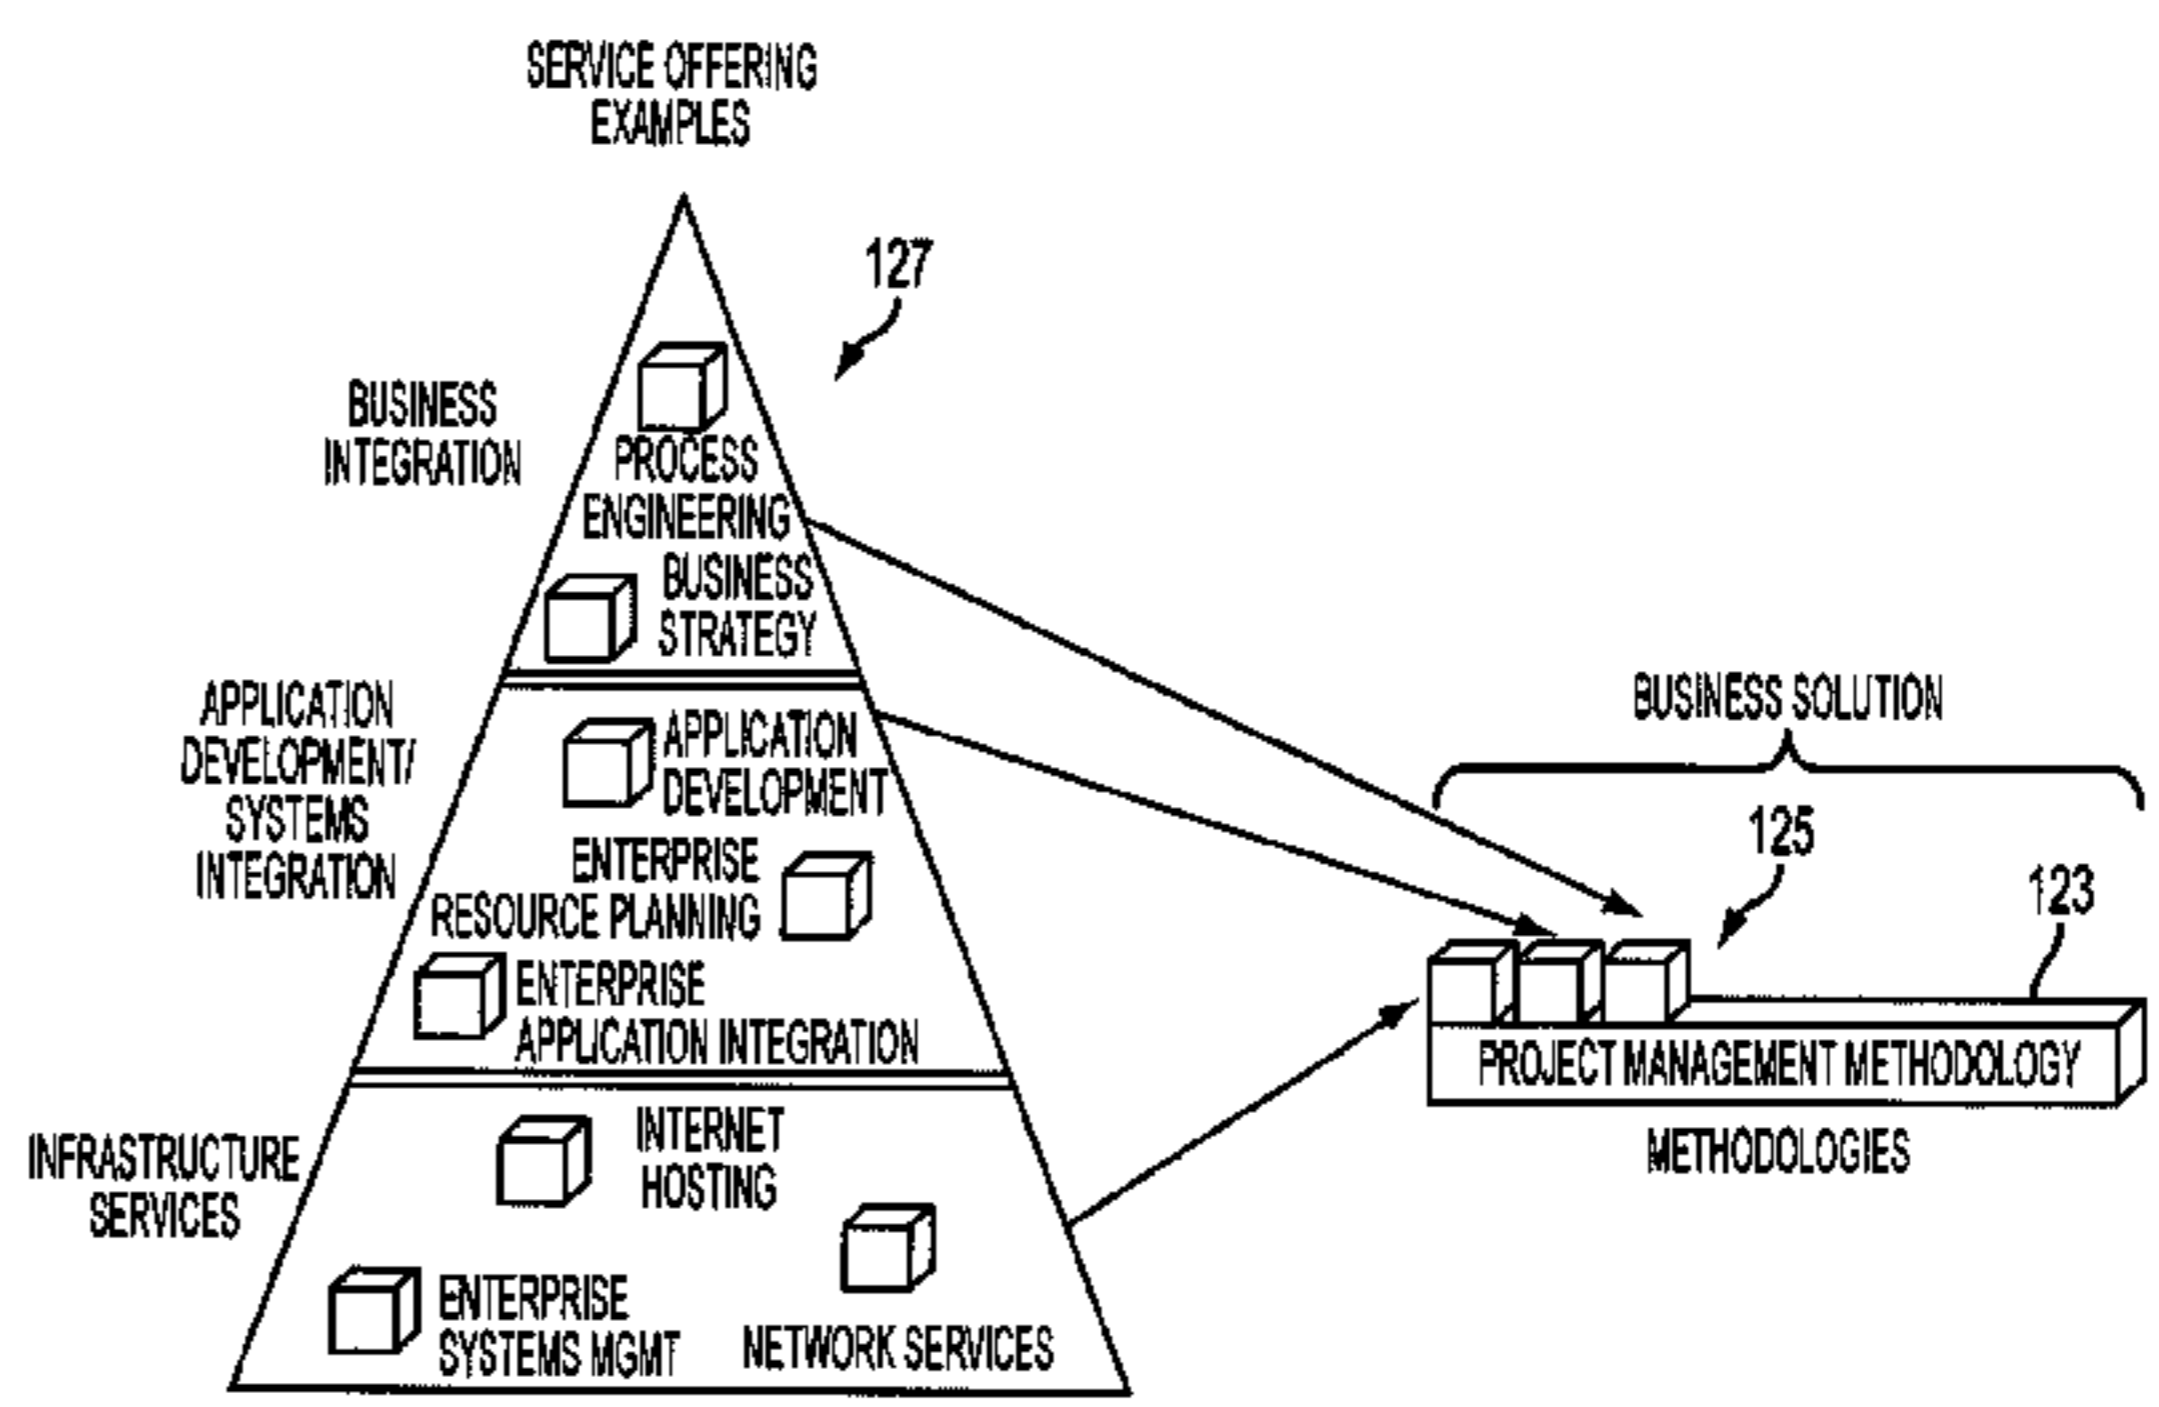 SERVICE OFFERING
EXAMPLES
127
BUSINESS
INTEGRATION
PROCESS
ENGINEERING
BUSINESS
STRATEGY
APPLICATION
DEVELOPMENT/
SYSTEMS
INTEGRATION
APPLICATION
DEVELOPMENT
ENTERPRISE
RESOURCE PLANNING
ENTERPRISE
APPLICATION INTEGRATION
INFRASTRUCTURE
SERVICES
INTERNET
HOSTING
ENTERPRISE
SYSTEMS MGMT
NETWORK SERVICES
BUSINESS SOLUTION
125
123
PROJECT MANAGEMENT METHODOLOGY
METHODOLOGIES